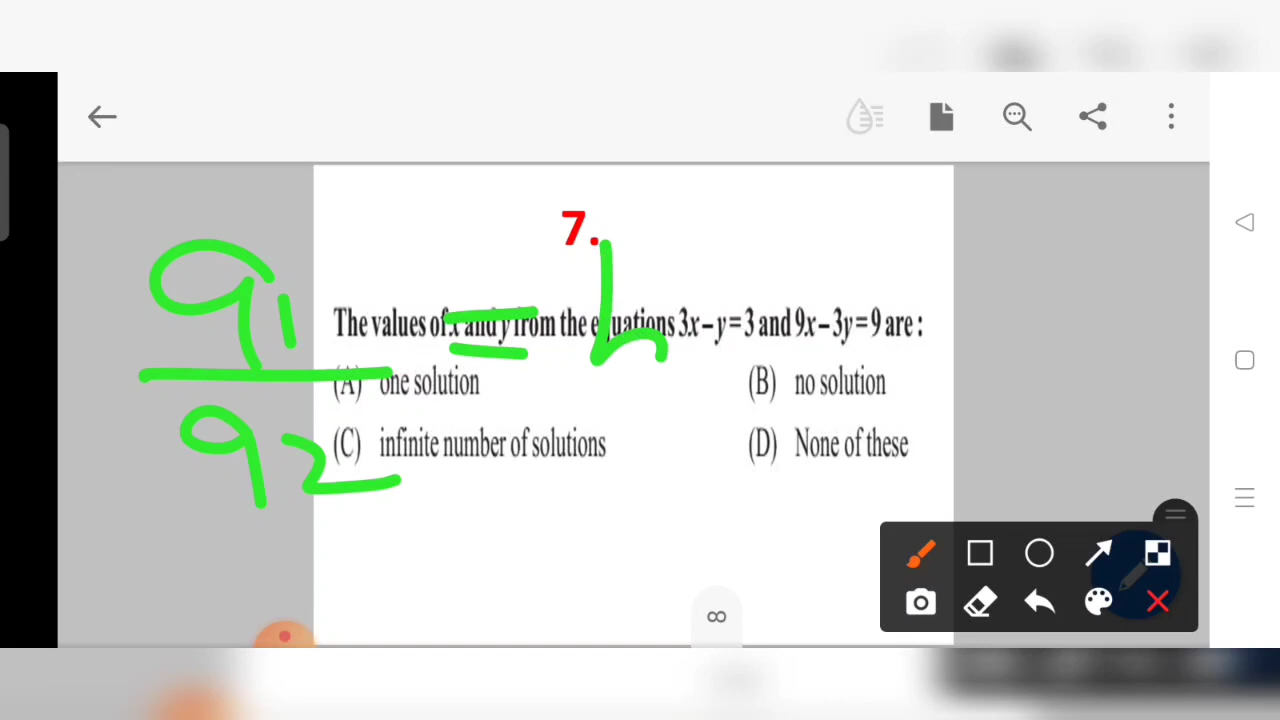 7.
The values of x and y from the equations 3x–y=3 and 9x–3y=9 are :
(A) one solution (B) no solution
(C) infinite number of solutions (D) None of these
a1 =
a2
8